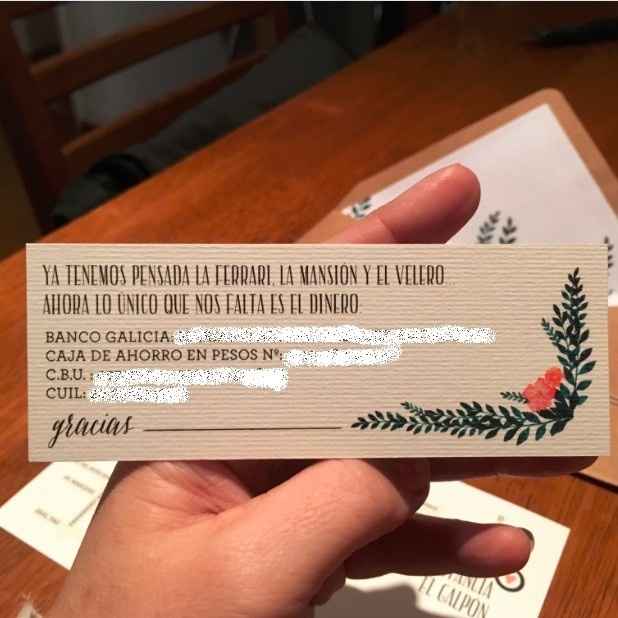 YA TENEMOS PENSADA LA FERRARI, LA MANSIÓN Y EL VELERO.
AHORA LO ÚNICO QUE NOS FALTA ES EL DINERO.
BANCO GALICIA:
CAJA DE AHORRO EN PESOS Nº:
C.B.U. :
CUIL:
gracias
EL GALPÓN